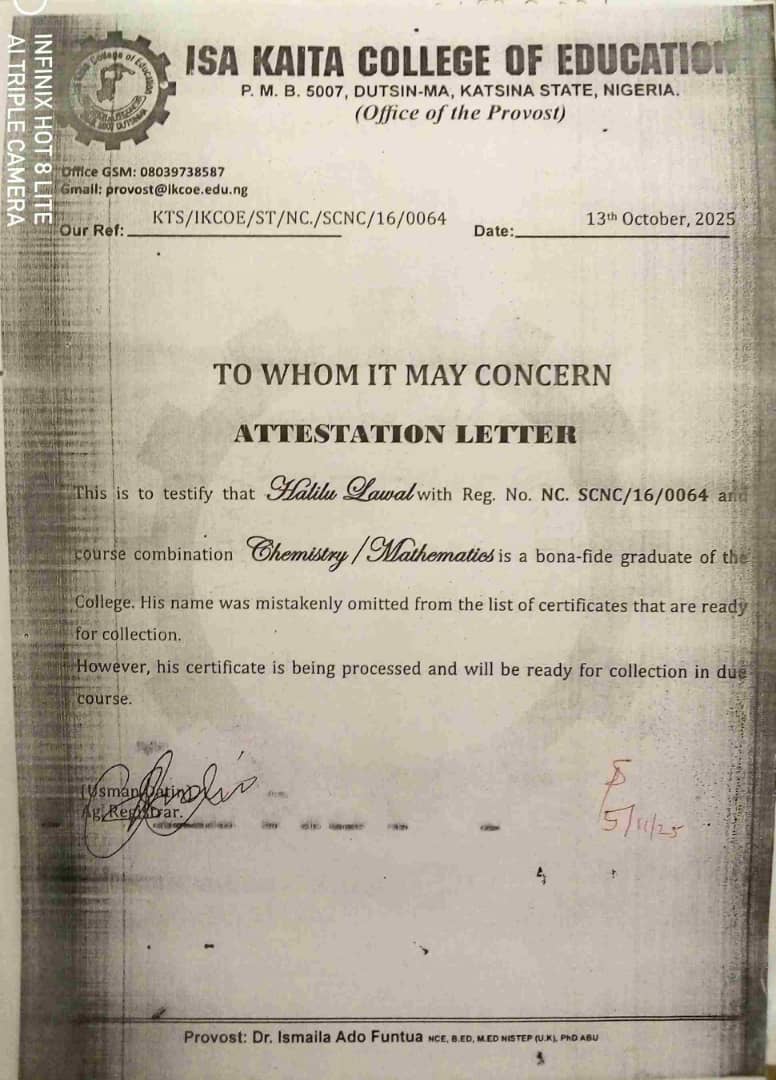 INFINIX HOT 8 LITE
AI TRIPLE CAMERA
ISA KAITA COLLEGE OF EDUCATION
P. M. B. 5007, DUTSIN-MA, KATSINA STATE, NIGERIA.
(Office of the Provost)
Office GSM: 08039738587
Gmail: provost@ikcoe.edu.ng
Our Ref: KTS/IKCOE/ST/NC./SCNC/16/0064 Date: 13th October, 2025
TO WHOM IT MAY CONCERN
ATTESTATION LETTER
This is to testify that Halilu Lawal with Reg. No. NC. SCNC/16/0064 and
course combination Chemistry/Mathematics is a bona-fide graduate of the
College. His name was mistakenly omitted from the list of certificates that are ready
for collection.
However, his certificate is being processed and will be ready for collection in due
course.
(Usman
Ag. Registrar.
5/11/25
Provost: Dr. Ismaila Ado Funtua NCE, B.ED, M.ED NISTEP (U.K), PhD ABU